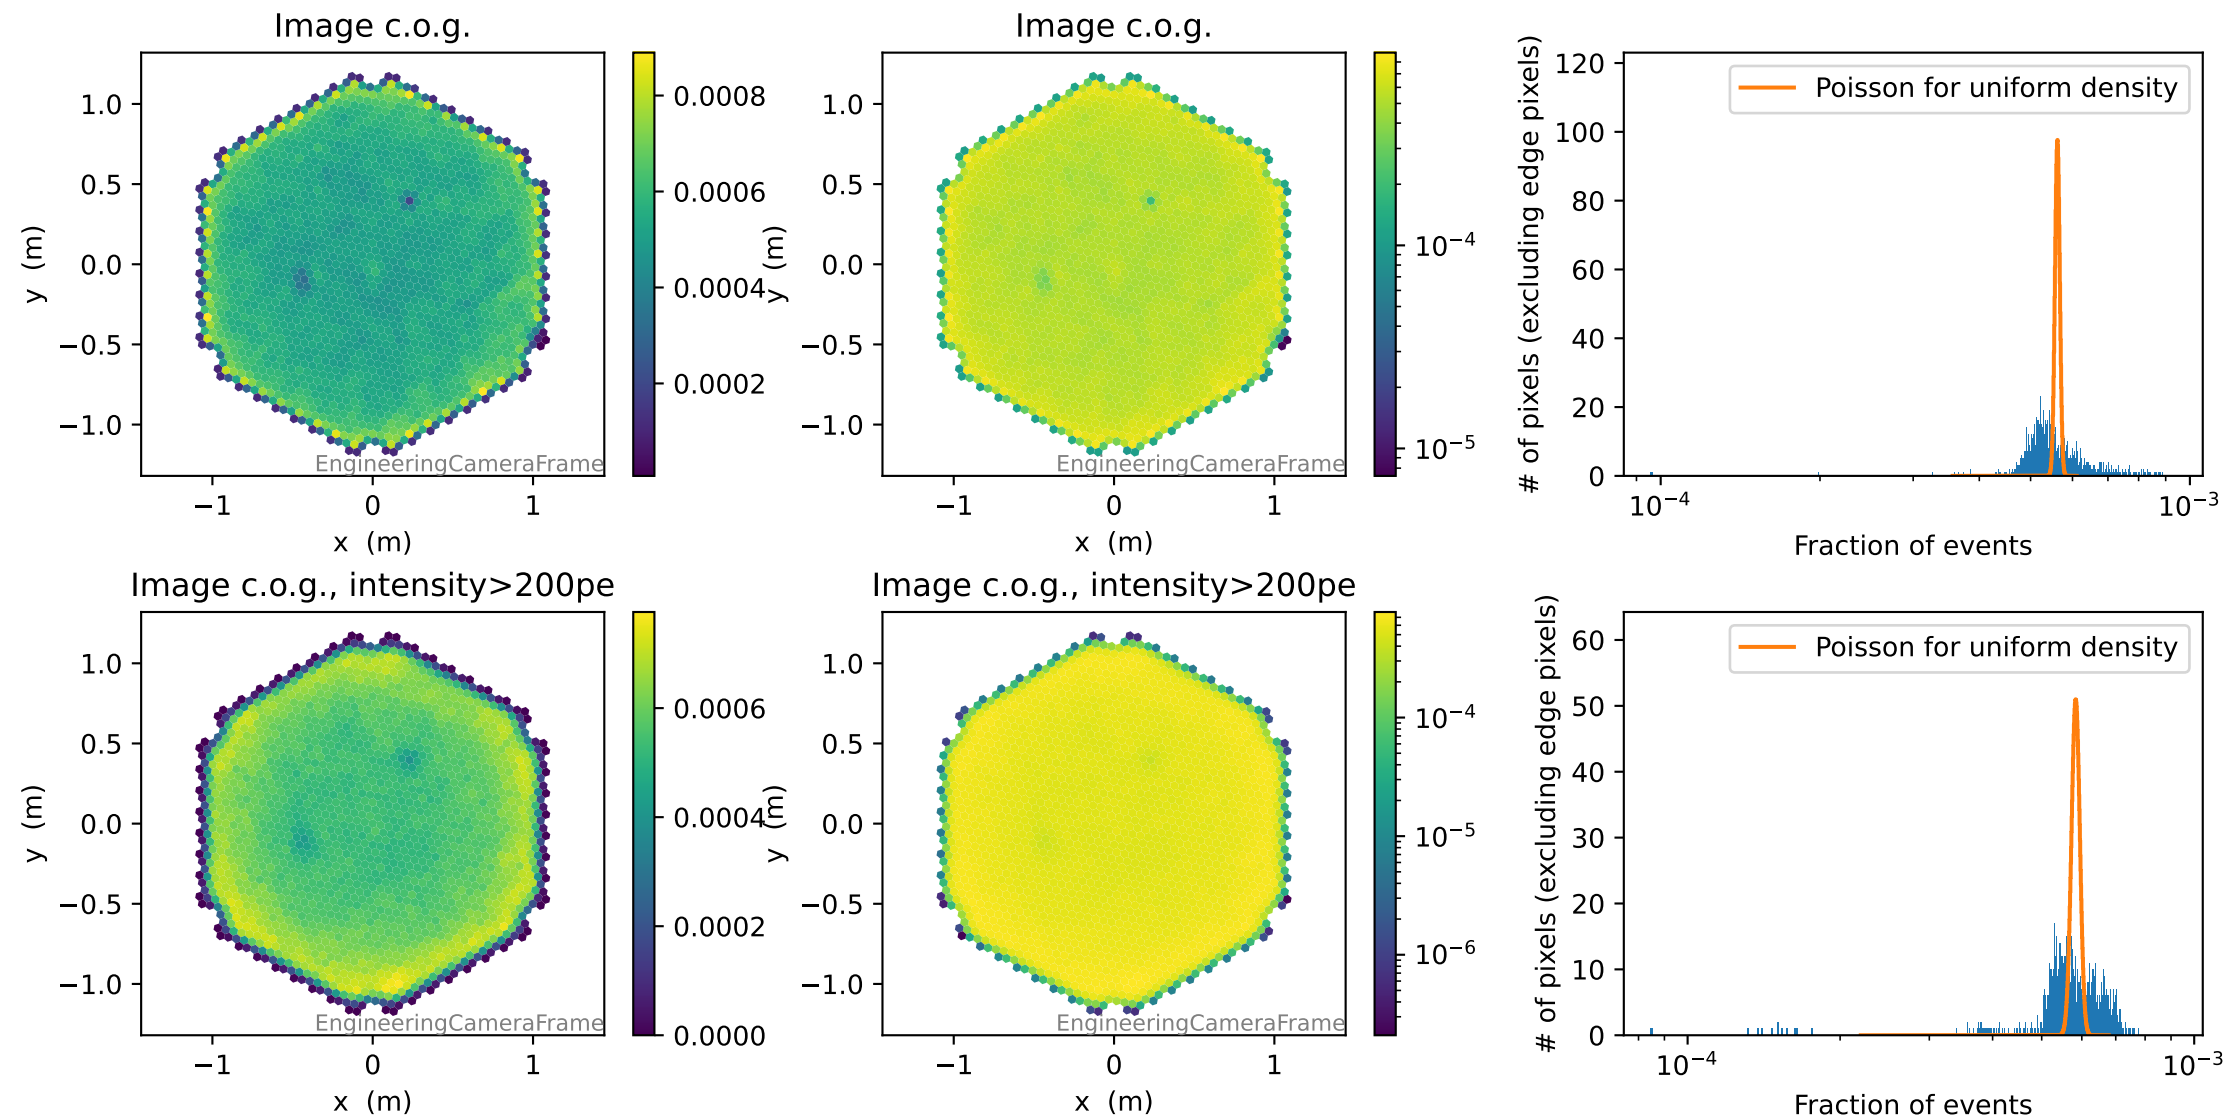 Image c.o.g.
y (m)
1.0
0.5
0.0
−0.5
−1.0
−1 0 1
x (m)
EngineeringCameraFrame
0.0008
0.0006
0.0004
0.0002
Image c.o.g.
y (m)
1.0
0.5
0.0
−0.5
−1.0
−1 0 1
x (m)
EngineeringCameraFrame
10−4
10−5
# of pixels (excluding edge pixels)
120
100
80
60
40
20
0
Poisson for uniform density
10−4 10−3
Fraction of events
Image c.o.g., intensity>200pe
y (m)
1.0
0.5
0.0
−0.5
−1.0
−1 0 1
x (m)
EngineeringCameraFrame
0.0006
0.0004
0.0002
0.0000
Image c.o.g., intensity>200pe
y (m)
1.0
0.5
0.0
−0.5
−1.0
−1 0 1
x (m)
EngineeringCameraFrame
10−4
10−5
10−6
# of pixels (excluding edge pixels)
60
50
40
30
20
10
0
Poisson for uniform density
10−4 10−3
Fraction of events